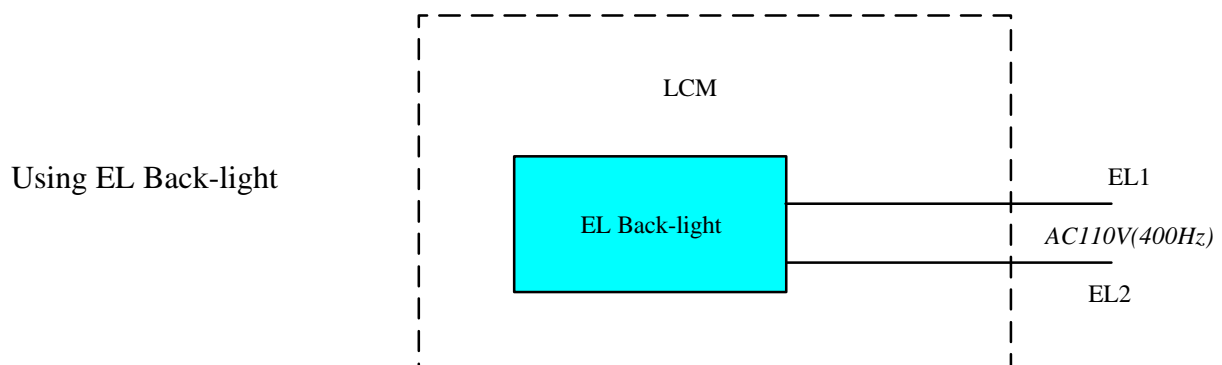 LCM
Using EL Back-light
EL Back-light
EL1
AC110V(400Hz)
EL2